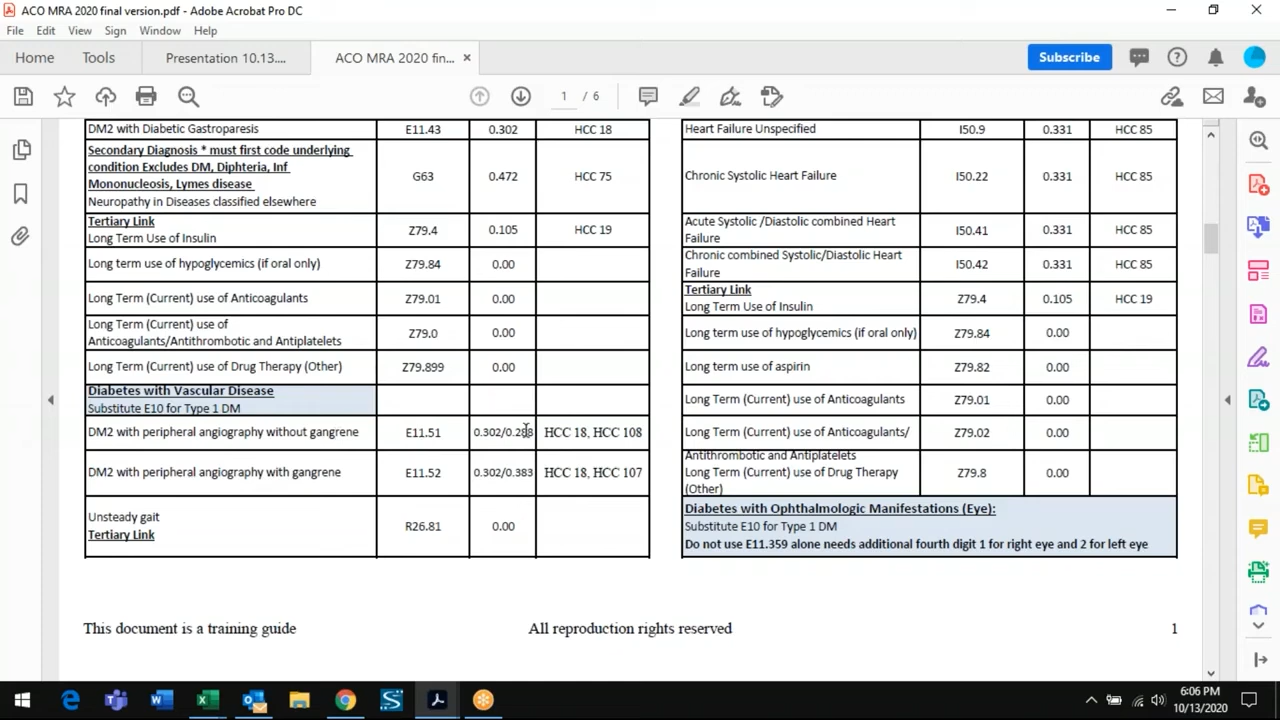 ACO MRA 2020 final version.pdf - Adobe Acrobat Pro DC
File Edit View Sign Window Help
Home Tools Presentation 10.13.... ACO MRA 2020 fin... ×
Subscribe
1 / 6
DM2 with Diabetic Gastroparesis E11.43 0.302 HCC 18
Secondary Diagnosis * must first code underlying
condition Excludes DM, Diphteria, Inf
Mononucleosis, Lymes disease
Neuropathy in Diseases classified elsewhere
G63 0.472 HCC 75
Tertiary Link
Long Term Use of Insulin
Z79.4 0.105 HCC 19
Long term use of hypoglycemics (if oral only) Z79.84 0.00
Long Term (Current) use of Anticoagulants Z79.01 0.00
Long Term (Current) use of
Anticoagulants/Antithrombotic and Antiplatelets
Z79.0 0.00
Long Term (Current) use of Drug Therapy (Other) Z79.899 0.00
Diabetes with Vascular Disease
Substitute E10 for Type 1 DM
DM2 with peripheral angiography without gangrene E11.51 0.302/0.288 HCC 18, HCC 108
DM2 with peripheral angiography with gangrene E11.52 0.302/0.383 HCC 18, HCC 107
Unsteady gait
Tertiary Link
R26.81 0.00
Heart Failure Unspecified I50.9 0.331 HCC 85
Chronic Systolic Heart Failure I50.22 0.331 HCC 85
Acute Systolic /Diastolic combined Heart
Failure
I50.41 0.331 HCC 85
Chronic combined Systolic/Diastolic Heart
Failure
I50.42 0.331 HCC 85
Tertiary Link
Long Term Use of Insulin
Z79.4 0.105 HCC 19
Long term use of hypoglycemics (if oral only) Z79.84 0.00
Long term use of aspirin Z79.82 0.00
Long Term (Current) use of Anticoagulants Z79.01 0.00
Long Term (Current) use of Anticoagulants/ Z79.02 0.00
Antithrombotic and Antiplatelets
Long Term (Current) use of Drug Therapy
(Other)
Z79.8 0.00
Diabetes with Ophthalmologic Manifestations (Eye):
Substitute E10 for Type 1 DM
Do not use E11.359 alone needs additional fourth digit 1 for right eye and 2 for left eye
This document is a training guide All reproduction rights reserved 1
6:06 PM
10/13/2020